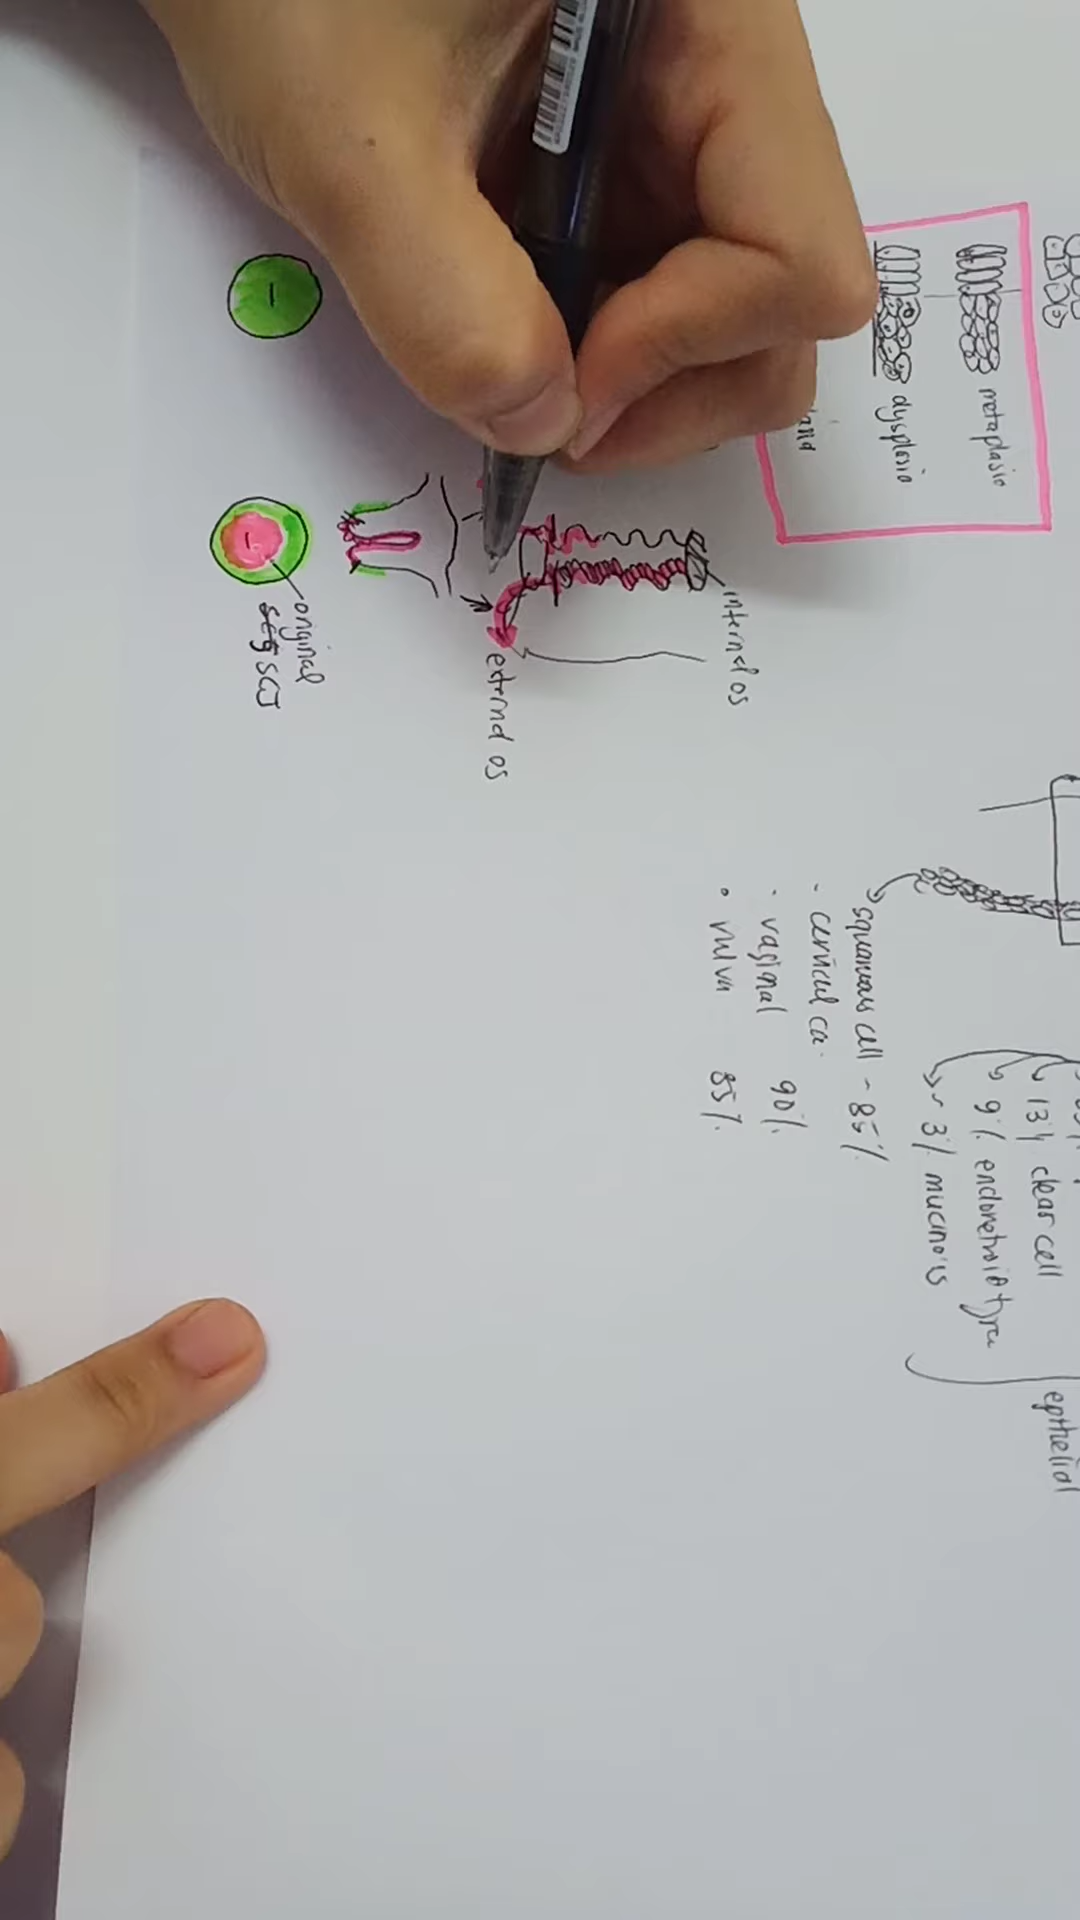 metaplasia
dysplasia
internal os
external os
original
SCJ
squamous cell - 85%
• cervical ca.
• vaginal 90%
• vulva 85%
13% clear cell
9% endometrioid
~ 3% mucinous
epithelial